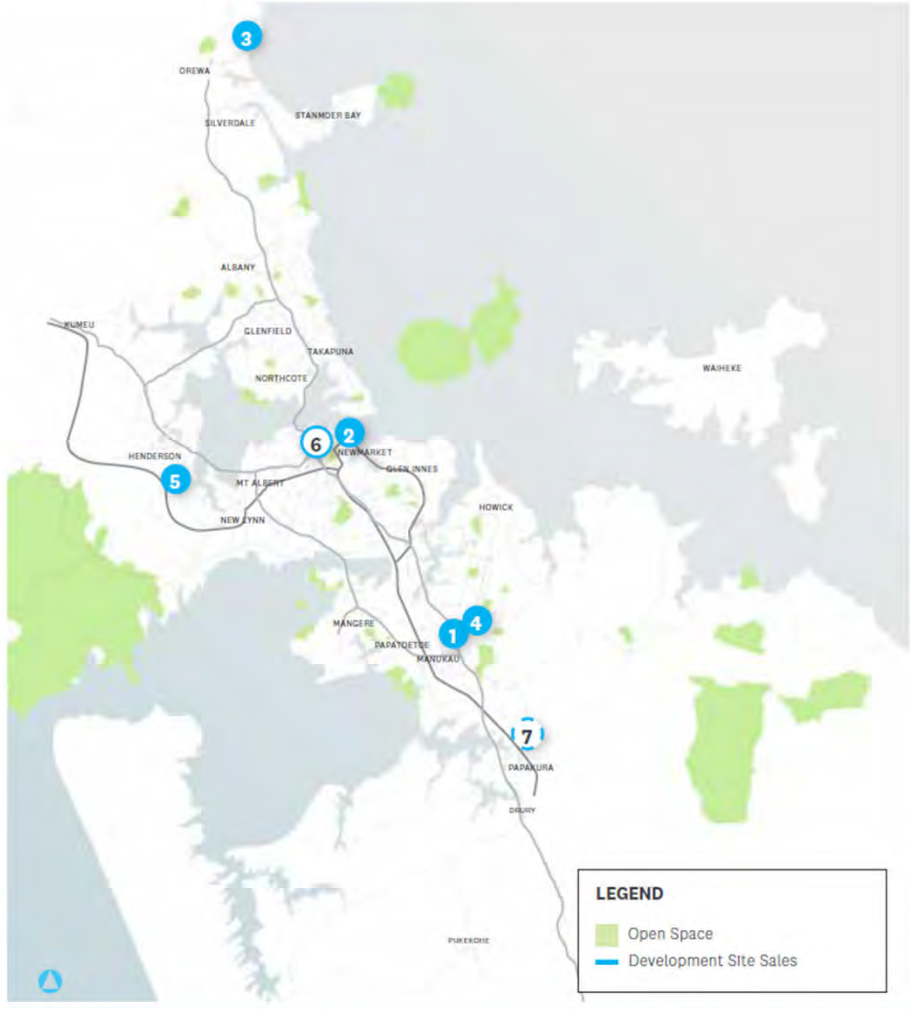 3
OREWA
STANMOER BAY
SILVERDALE
ALBANY
KUMEU
GLENFIELD
TAKAPUNA
WAIHEKE
NORTHCOTE
6
2
NEWMARKET
HENDERSON
GLEN INNES
5
MT ALBERT
HOWICK
NEW LYNN
MANGERE
4
1
PAPATOETOE
MANUKAU
7
PAPAKURA
DRURY
LEGEND
Open Space
Development Site Sales
PUKEKOHE